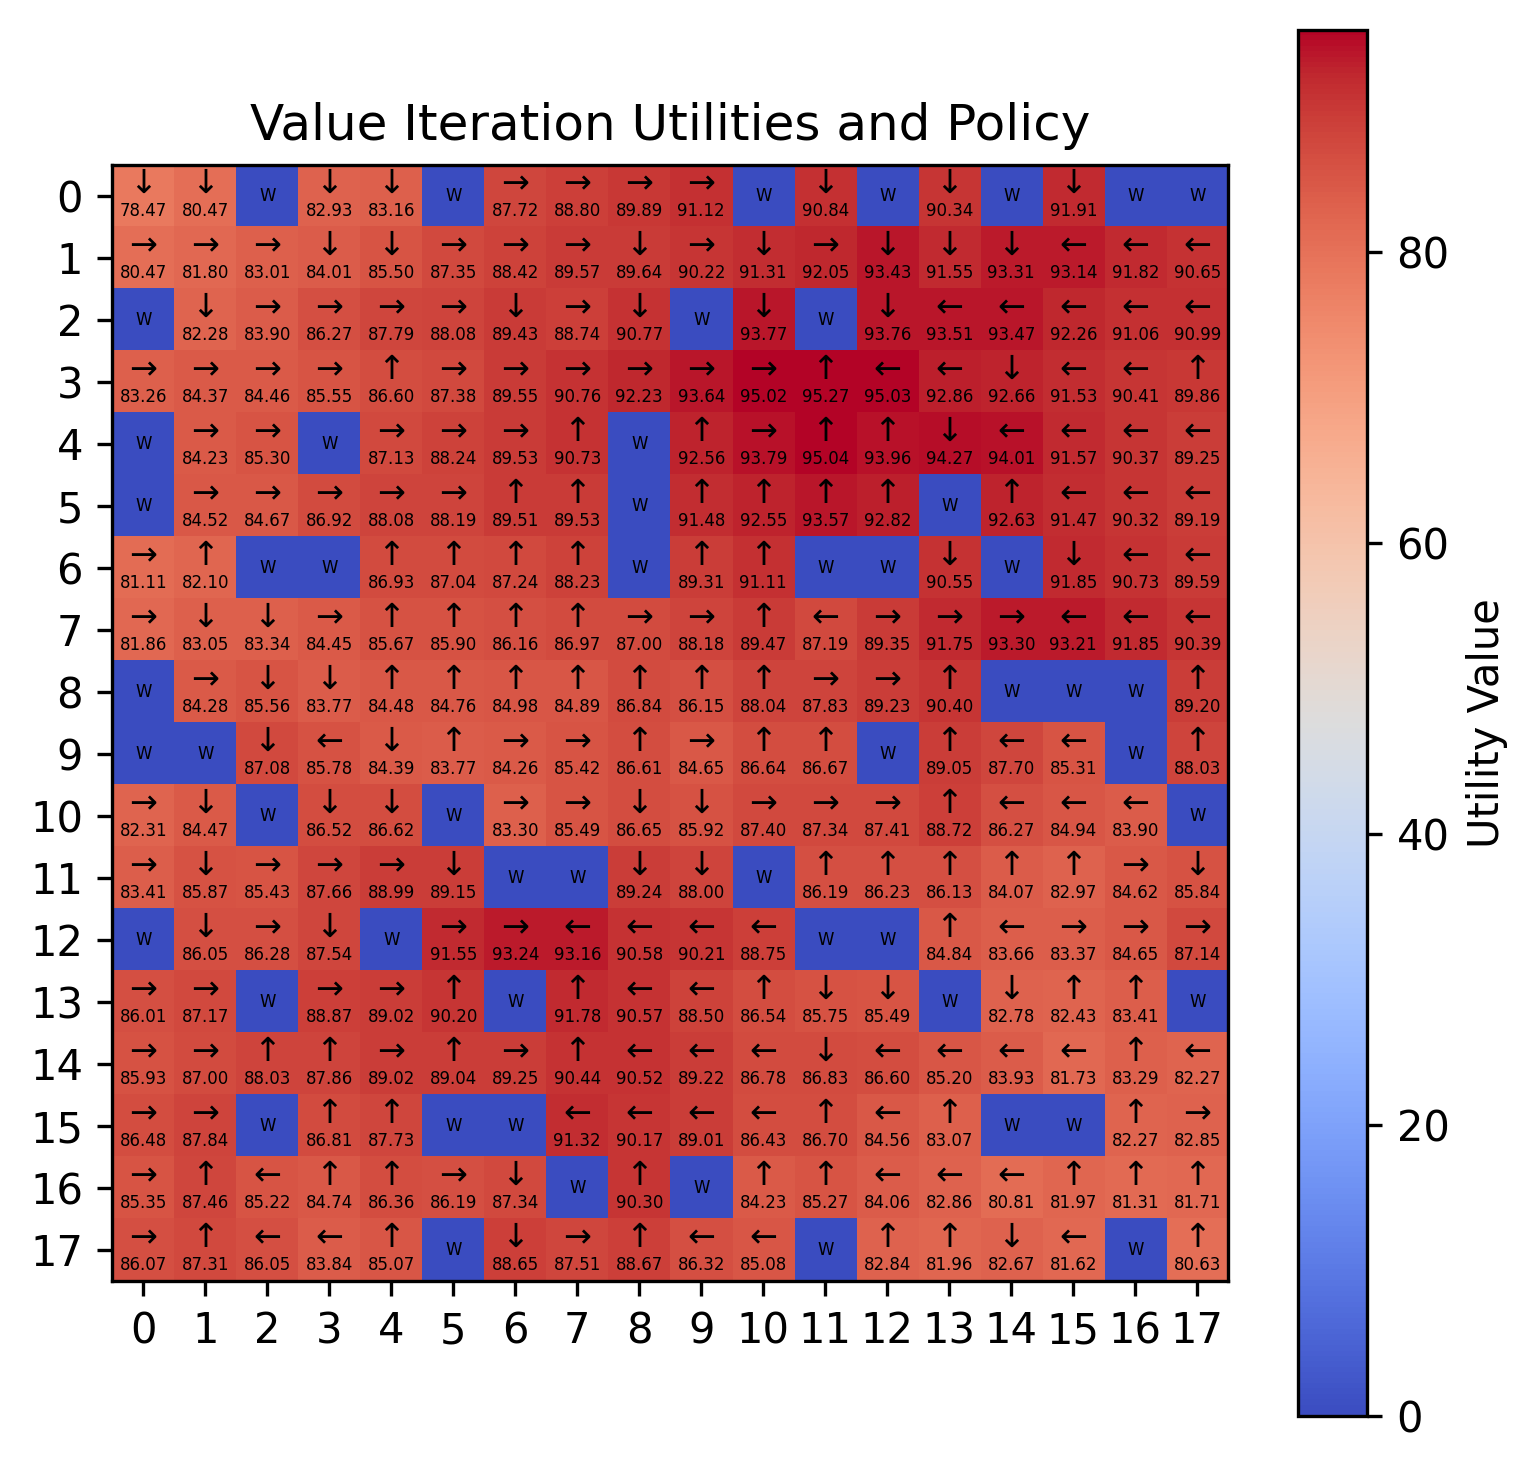 Value Iteration Utilities and Policy
0 ↓ ↓ W ↓ ↓ W → → → → W ↓ W ↓ W ↓ W W
78.47 80.47 82.93 83.16 87.72 88.80 89.89 91.12 90.84 90.34 91.91
1 → → → ↓ ↓ → → → ↓ → ↓ → ↓ ↓ ↓ ← ← ←
80.47 81.80 83.01 84.01 85.50 87.35 88.42 89.57 89.64 90.22 91.31 92.05 93.43 91.55 93.31 93.14 91.82 90.65
2 W ↓ → → → → ↓ → ↓ W ↓ W ↓ ← ← ← ← ←
82.28 83.90 86.27 87.79 88.08 89.43 88.74 90.77 93.77 93.76 93.51 93.47 92.26 91.06 90.99
3 → → → → ↑ → → → → → → ↑ ← ← ↓ ← ← ↑
83.26 84.37 84.46 85.55 86.60 87.38 89.55 90.76 92.23 93.64 95.02 95.27 95.03 92.86 92.66 91.53 90.41 89.86
4 W → → W → → → ↑ W ↑ → ↑ ↑ ↓ ← ← ← ←
84.23 85.30 87.13 88.24 89.53 90.73 92.56 93.79 95.04 93.96 94.27 94.01 91.57 90.37 89.25
5 W → → → → → ↑ ↑ W ↑ ↑ ↑ ↑ W ↑ ← ← ←
84.52 84.67 86.92 88.08 88.19 89.51 89.53 91.48 92.55 93.57 92.82 92.63 91.47 90.32 89.19
6 → ↑ W W ↑ ↑ ↑ ↑ W ↑ ↑ W W ↓ W ↓ ← ←
81.11 82.10 86.93 87.04 87.24 88.23 89.31 91.11 90.55 91.85 90.73 89.59
7 → ↓ ↓ → ↑ ↑ ↑ ↑ → → ↑ ← → → → ← ← ←
81.86 83.05 83.34 84.45 85.67 85.90 86.16 86.97 87.00 88.18 89.47 87.19 89.35 91.75 93.30 93.21 91.85 90.39
8 W → ↓ ↓ ↑ ↑ ↑ ↑ ↑ ↑ ↑ → → ↑ W W W ↑
84.28 85.56 83.77 84.48 84.76 84.98 84.89 86.84 86.15 88.04 87.83 89.23 90.40 89.20
9 W W ↓ ← ↓ ↑ → → ↑ → ↑ ↑ W ↑ ← ← W ↑
87.08 85.78 84.39 83.77 84.26 85.42 86.61 84.65 86.64 86.67 89.05 87.70 85.31 88.03
10 → ↓ W ↓ ↓ W → → ↓ ↓ → → → ↑ ← ← ← W
82.31 84.47 86.52 86.62 83.30 85.49 86.65 85.92 87.40 87.34 87.41 88.72 86.27 84.94 83.90
11 → ↓ → → → ↓ W W ↓ ↓ W ↑ ↑ ↑ ↑ ↑ → ↓
83.41 85.87 85.43 87.66 88.99 89.15 89.24 88.00 86.19 86.23 86.13 84.07 82.97 84.62 85.84
12 W ↓ → ↓ W → → ← ← ← ← W W ↑ ← → → →
86.05 86.28 87.54 91.55 93.24 93.16 90.58 90.21 88.75 84.84 83.66 83.37 84.65 87.14
13 → → W → → ↑ W ↑ ← ← ↑ ↓ ↓ W ↓ ↑ ↑ W
86.01 87.17 88.87 89.02 90.20 91.78 90.57 88.50 86.54 85.75 85.49 82.78 82.43 83.41
14 → → ↑ ↑ → ↑ → ↑ ← ← ← ↓ ← ← ← ← ↑ ←
85.93 87.00 88.03 87.86 89.02 89.04 89.25 90.44 90.52 89.22 86.78 86.83 86.60 85.20 83.93 81.73 83.29 82.27
15 → → W ↑ ↑ W W ← ← ← ← ↑ ← ↑ W W ↑ →
86.48 87.84 86.81 87.73 91.32 90.17 89.01 86.43 86.70 84.56 83.07 82.27 82.85
16 → ↑ ← ↑ ↑ → ↓ W ↑ W ↑ ↑ ← ← ← ↑ ↑ ↑
85.35 87.46 85.22 84.74 86.36 86.19 87.34 90.30 84.23 85.27 84.06 82.86 80.81 81.97 81.31 81.71
17 → ↑ ← ← ↑ W ↓ → ↑ ← ← W ↑ ↑ ↓ ← W ↑
86.07 87.31 86.05 83.84 85.07 88.65 87.51 88.67 86.32 85.08 82.84 81.96 82.67 81.62 80.63
0 1 2 3 4 5 6 7 8 9 10 11 12 13 14 15 16 17
80
60
40
20
0
Utility Value